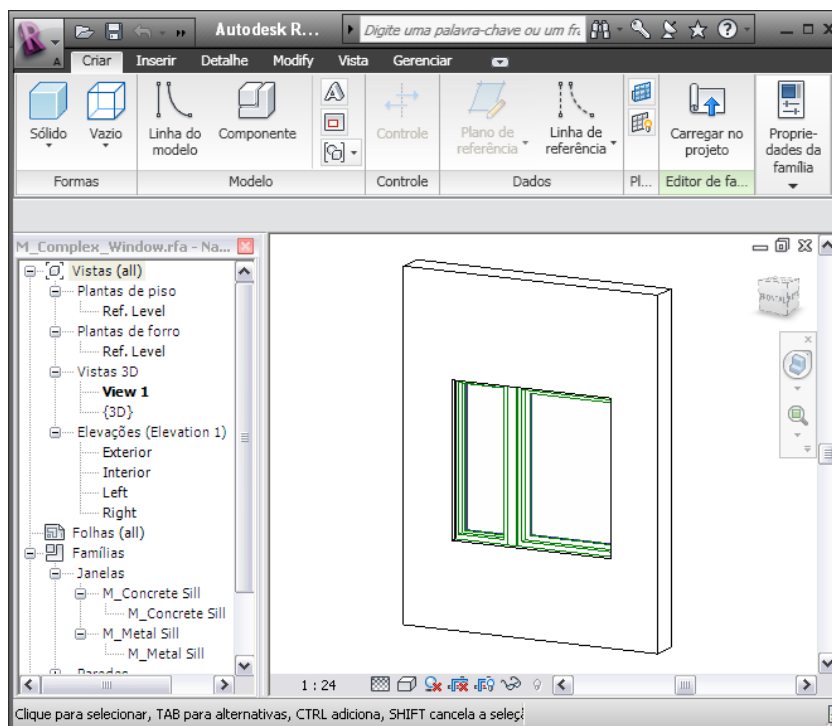 Autodesk R...
Digite uma palavra-chave ou um fra
A
Criar Inserir Detalhe Modify Vista Gerenciar
Sólido
Vazio
Linha do
modelo
Componente
A
Controle
Plano de
referência
Linha de
referência
Carregar no
projeto
Proprie-
dades da
família
Formas
Modelo
Controle
Dados
Pl...
Editor de fa...
M_Complex_Window.rfa - Na...
Vistas (all)
Plantas de piso
Ref. Level
Plantas de forro
Ref. Level
Vistas 3D
View 1
{3D}
Elevações (Elevation 1)
Exterior
Interior
Left
Right
Folhas (all)
Famílias
Janelas
M_Concrete Sill
M_Concrete Sill
M_Metal Sill
M_Metal Sill
1 : 24
Clique para selecionar, TAB para alternativas, CTRL adiciona, SHIFT cancela a seleç